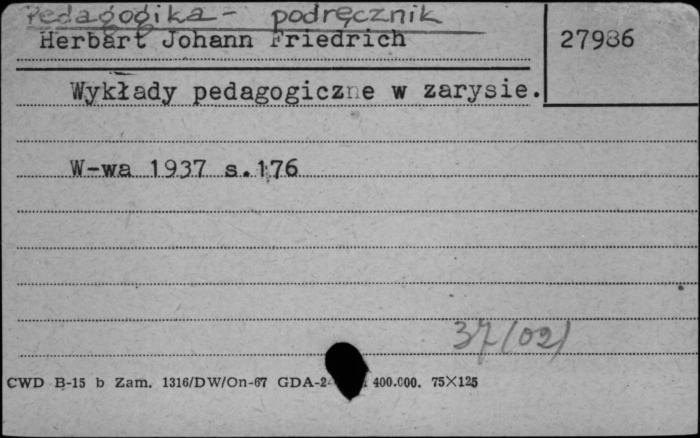 Pedagogika - podręcznik
Herbart Johann Friedrich
27986
Wykłady pedagogiczne w zarysie.
W-wa 1937 s.176
37(02)
CWD B-15 b Zam. 1316/DW/On-67 GDA-2 400.000. 75X125